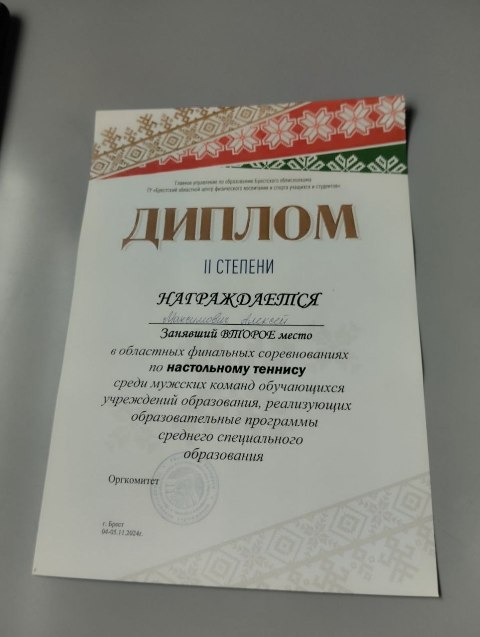 Главное управление по образованию Брестского облисполкома
ГУ «Брестский областной центр физического воспитания и спорта учащихся и студентов»
ДИПЛОМ
II СТЕПЕНИ
НАГРАЖДАЕТСЯ
Максимович Алексей
Занявший ВТОРОЕ место
в областных финальных соревнованиях
по настольному теннису
среди мужских команд обучающихся
учреждений образования, реализующих
образовательные программы
среднего специального
образования
Оргкомитет
г. Брест
04-05.11.2024г.